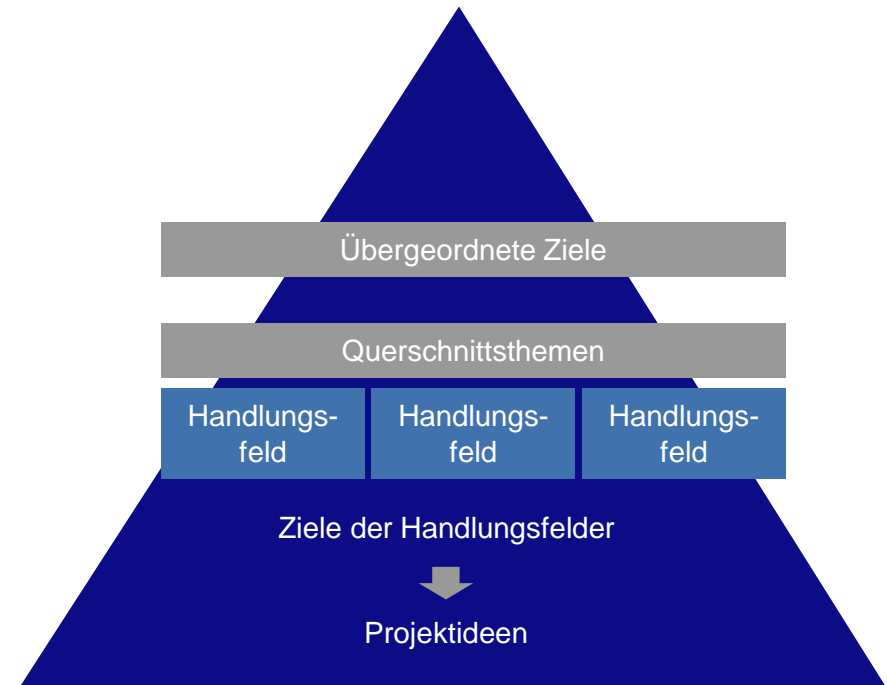 Übergeordnete Ziele
Querschnittsthemen
Handlungs-
feld
Handlungs-
feld
Handlungs-
feld
Ziele der Handlungsfelder
Projektideen